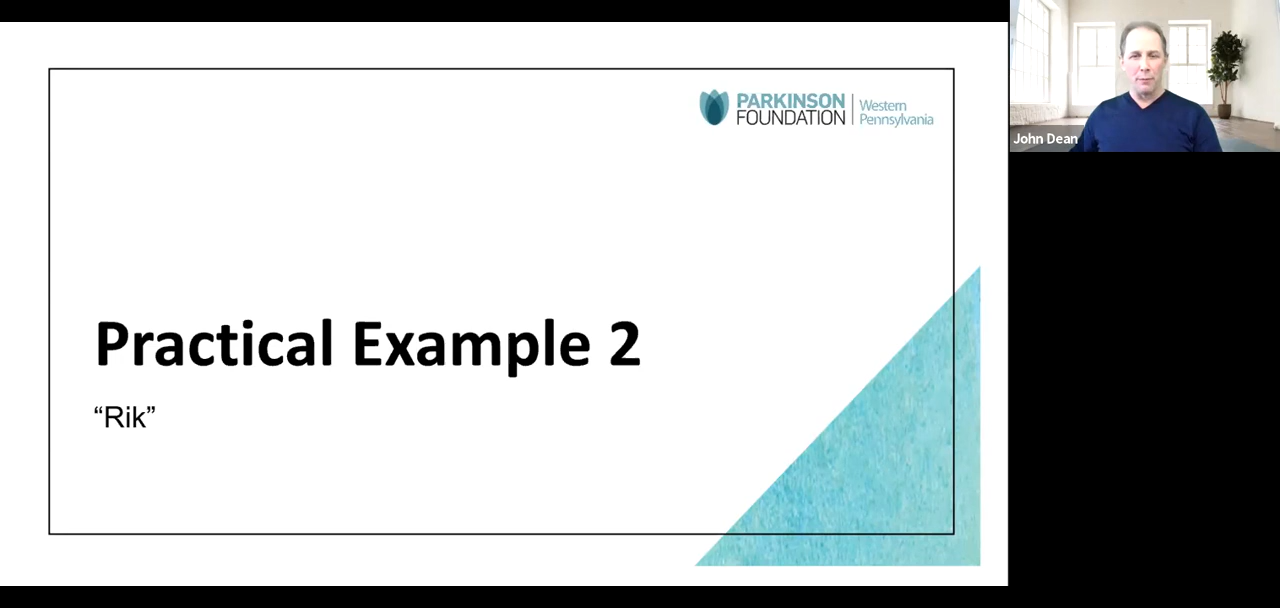 PARKINSON
FOUNDATION
Western
Pennsylvania
John Dean
Practical Example 2
“Rik”